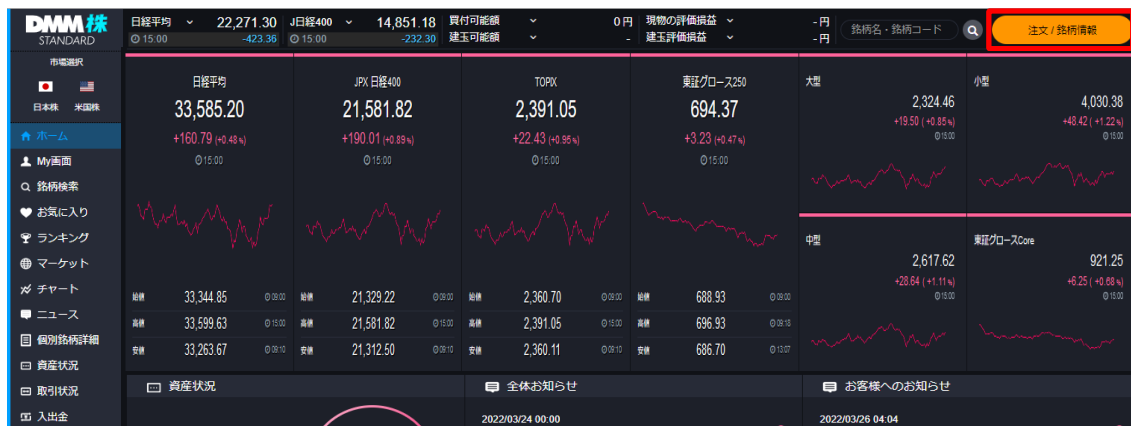 DMM株
STANDARD
市場選択
日本株 米国株
ホーム
My画面
銘柄検索
お気に入り
ランキング
マーケット
チャート
ニュース
個別銘柄詳細
資産状況
取引状況
入出金
日経平均 22,271.30 J日経400 14,851.18 買付可能額 0円 現物の評価損益 -円 銘柄名・銘柄コード 注文 / 銘柄情報
15:00 -423.36 15:00 -232.30 建玉可能額 - 建玉評価損益 -円
日経平均
33,585.20
+160.79 (+0.48%)
15:00
始値 33,344.85 09:00
高値 33,599.63 15:00
安値 33,263.67 09:10
JPX 日経400
21,581.82
+190.01 (+0.89%)
15:00
始値 21,329.22 09:00
高値 21,581.82 15:00
安値 21,312.50 09:10
TOPIX
2,391.05
+22.43 (+0.95%)
15:00
始値 2,360.70 09:00
高値 2,391.05 15:00
安値 2,360.11 09:10
東証グロース250
694.37
+3.23 (+0.47%)
15:00
始値 688.93 09:00
高値 696.93 09:18
安値 686.70 13:07
大型
2,324.46
+19.50 ( +0.85%)
15:00
小型
4,030.38
+48.42 ( +1.22%)
15:00
中型
2,617.62
+28.64 ( +1.11%)
15:00
東証グロースCore
921.25
+6.25 ( +0.68%)
15:00
資産状況
全体お知らせ
2022/03/24 00:00
お客様へのお知らせ
2022/03/26 04:04